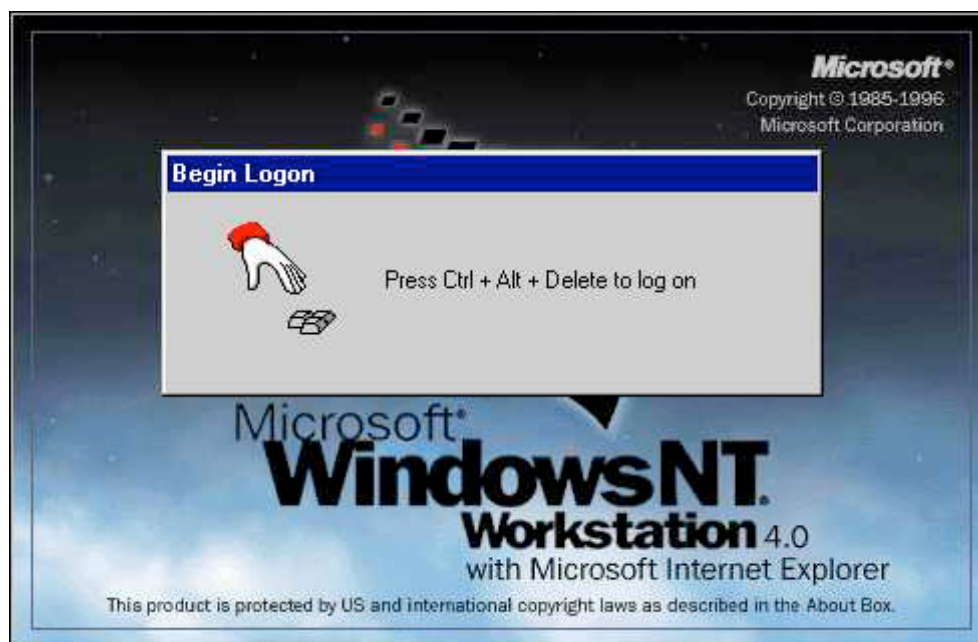 Microsoft®
Copyright © 1985-1996
Microsoft Corporation
Begin Logon
Press Ctrl + Alt + Delete to log on
Microsoft®
Windows NT®
Workstation 4.0
with Microsoft Internet Explorer
This product is protected by US and international copyright laws as described in the About Box.